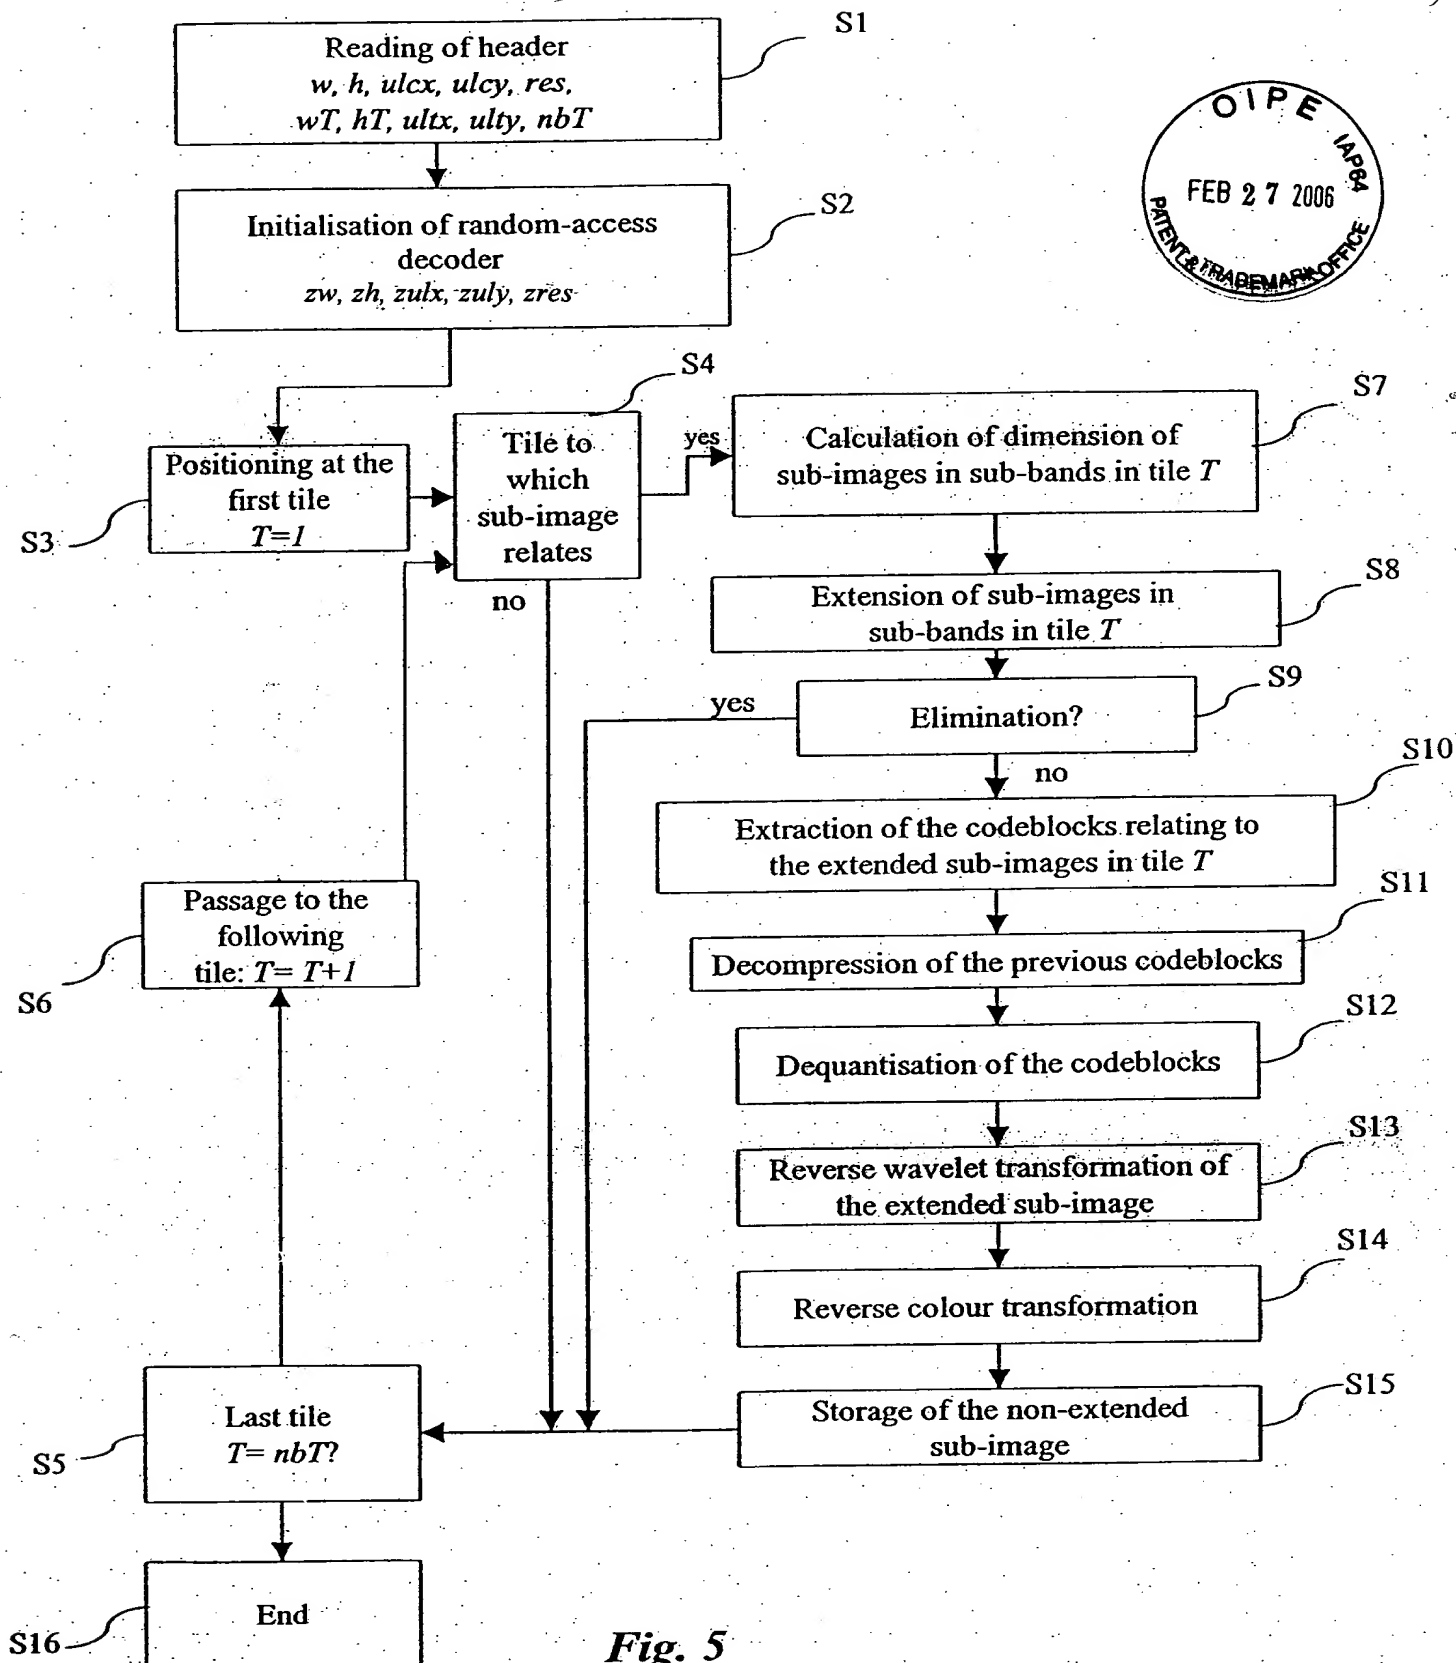 S1
Reading of header
w, h, ulcx, ulcy, res,
wT, hT, ultx, ulty, nbT
OIPE
IAP64
FEB 27 2006
PATENT & TRADEMARK OFFICE
S2
Initialisation of random-access
decoder
zw, zh, zulx, zuly, zres
S4
S7
Tile to
which
sub-image
relates
yes
no
Calculation of dimension of
sub-images in sub-bands in tile T
Positioning at the
first tile
T=1
S3
S8
Extension of sub-images in
sub-bands in tile T
S9
yes
Elimination?
no
S10
Extraction of the codeblocks relating to
the extended sub-images in tile T
S11
Passage to the
following
tile: T= T+1
S6
Decompression of the previous codeblocks
S12
Dequantisation of the codeblocks
S13
Reverse wavelet transformation of
the extended sub-image
S14
Reverse colour transformation
S15
Storage of the non-extended
sub-image
Last tile
T= nbT?
S5
End
S16
Fig. 5